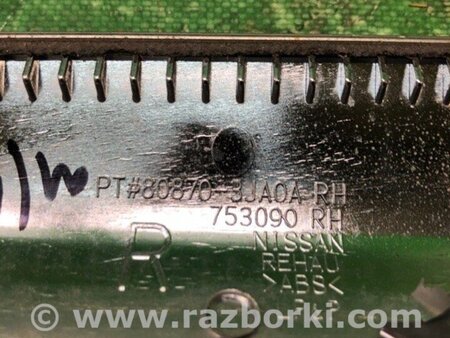 PT#80870-3JA0A-RH
753090 RH
NISSAN
REHAU
>ABS<
R
www.razborki.com